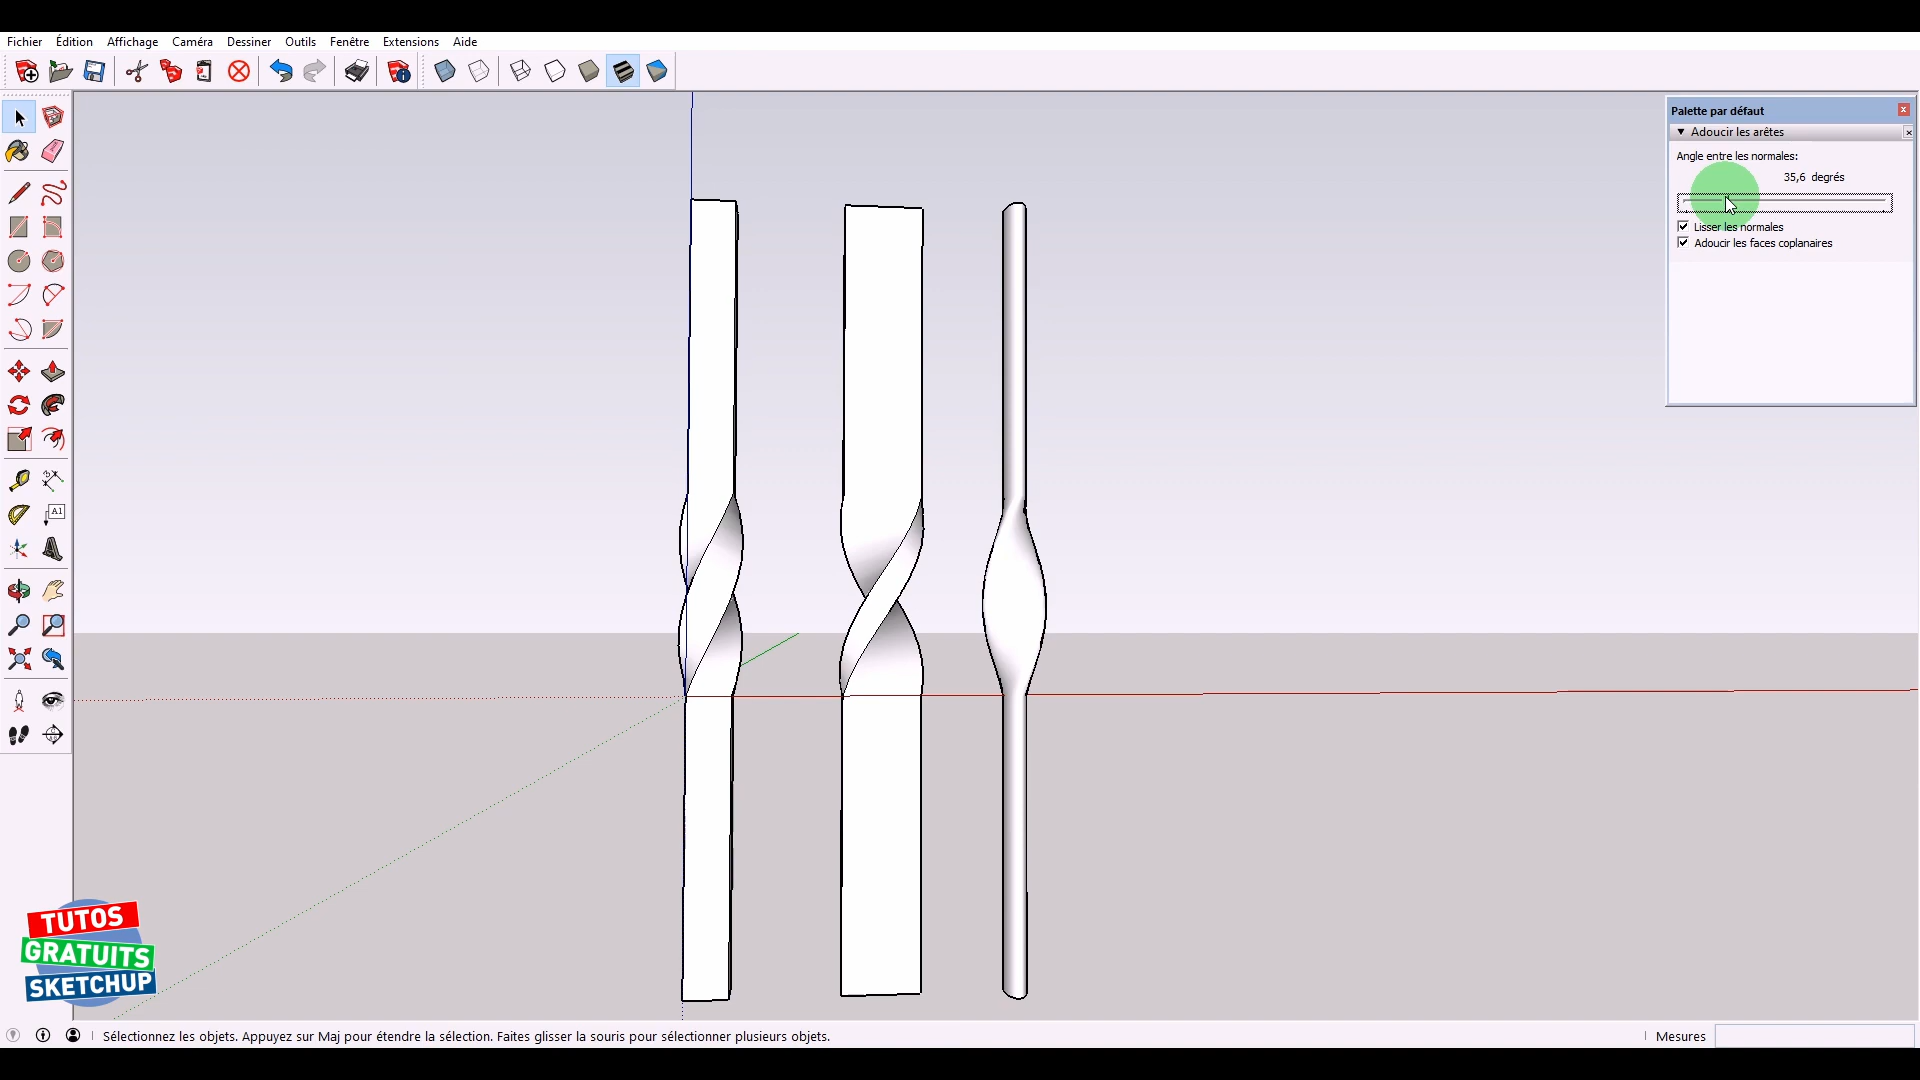 Fichier Édition Affichage Caméra Dessiner Outils Fenêtre Extensions Aide
Palette par défaut
Adoucir les arêtes
Angle entre les normales:
35,6 degrés
Lisser les normales
Adoucir les faces coplanaires
A1
TUTOS
GRATUITS
SKETCHUP
Sélectionnez les objets. Appuyez sur Maj pour étendre la sélection. Faites glisser la souris pour sélectionner plusieurs objets.
Mesures